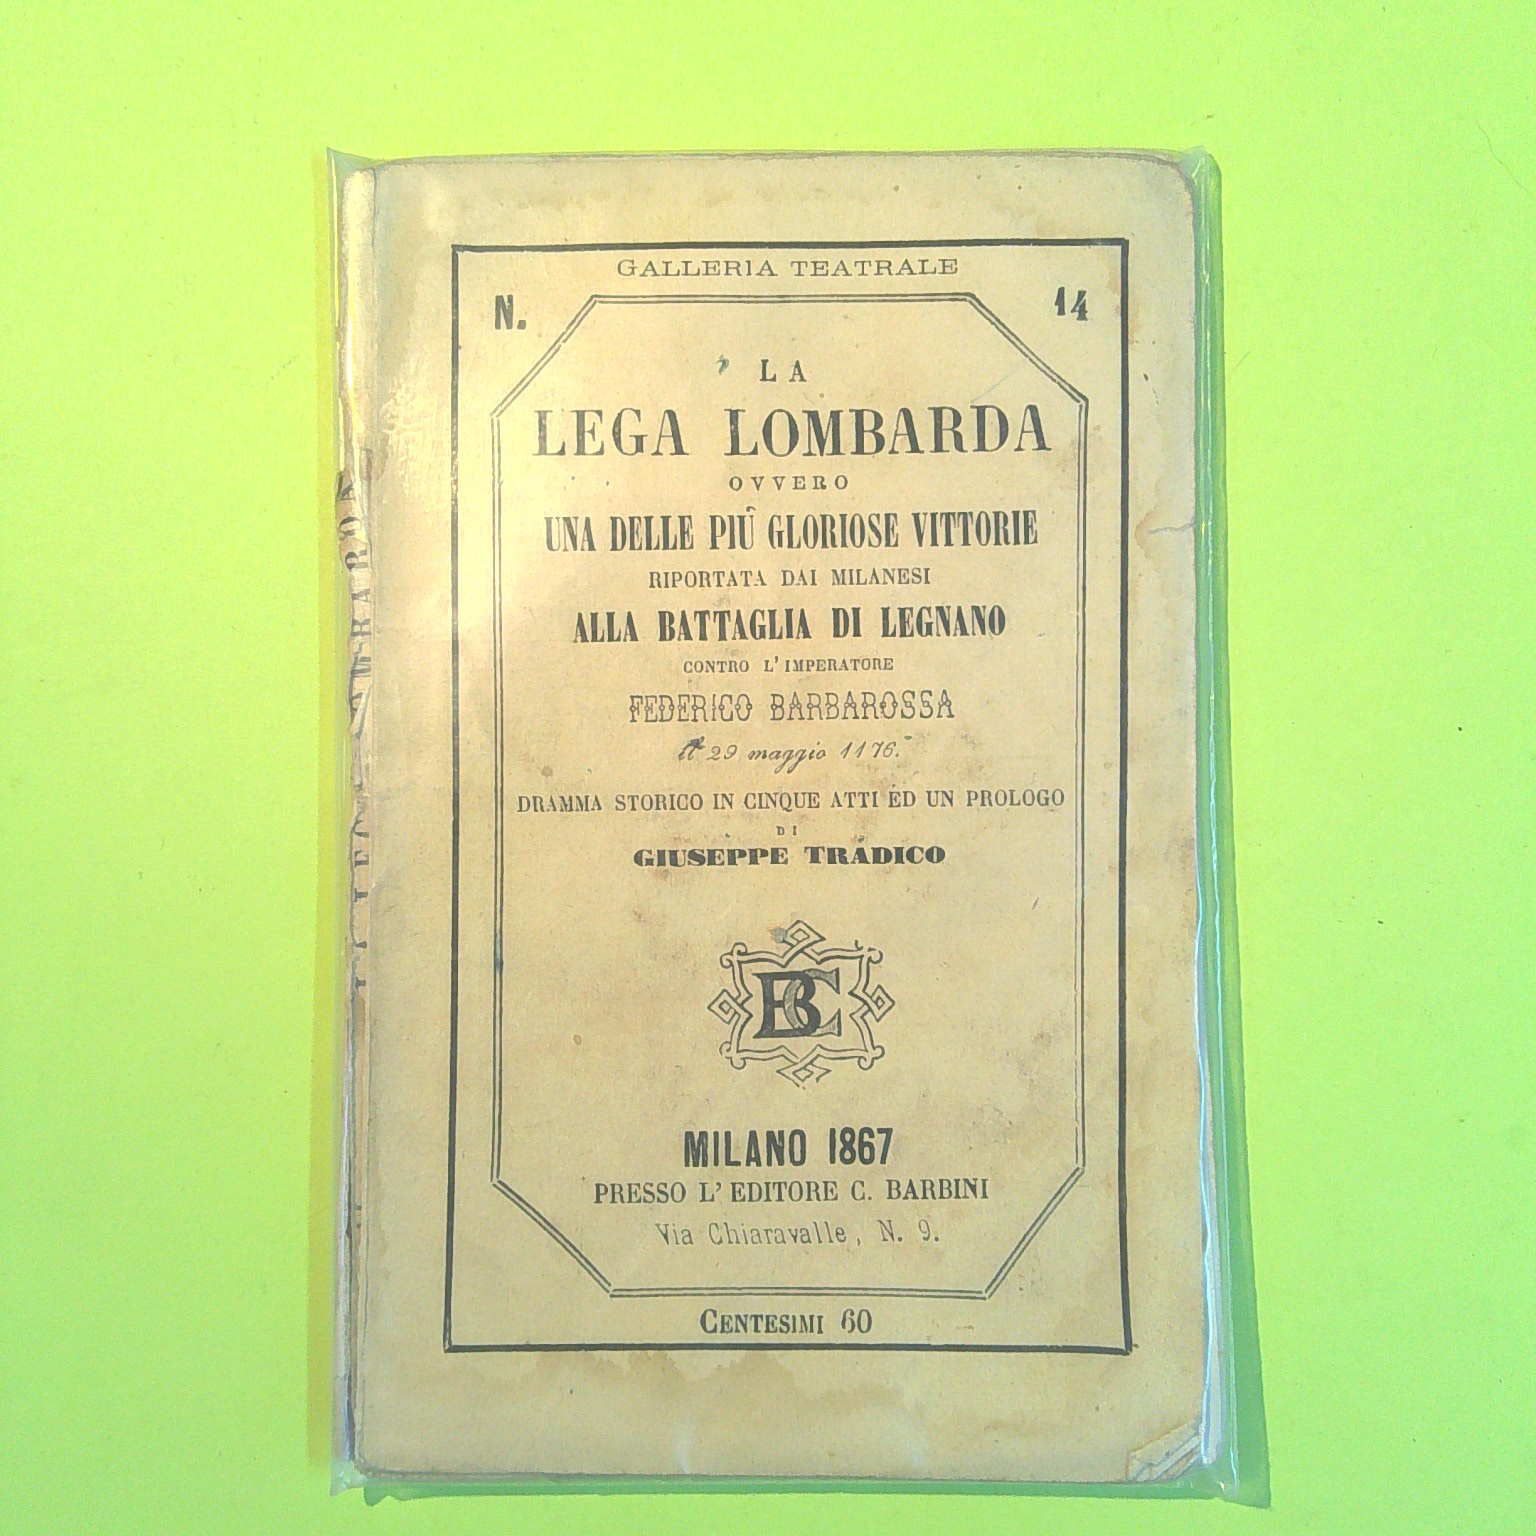 GALLERIA TEATRALE
N. 14
LA
LEGA LOMBARDA
OVVERO
UNA DELLE PIÙ GLORIOSE VITTORIE
RIPORTATA DAI MILANESI
ALLA BATTAGLIA DI LEGNANO
CONTRO L'IMPERATORE
FEDERICO BARBAROSSA
il 29 maggio 1176.
DRAMMA STORICO IN CINQUE ATTI ED UN PROLOGO
DI
GIUSEPPE TRADICO
BC
MILANO 1867
PRESSO L'EDITORE C. BARBINI
Via Chiaravalle, N. 9.
CENTESIMI 60